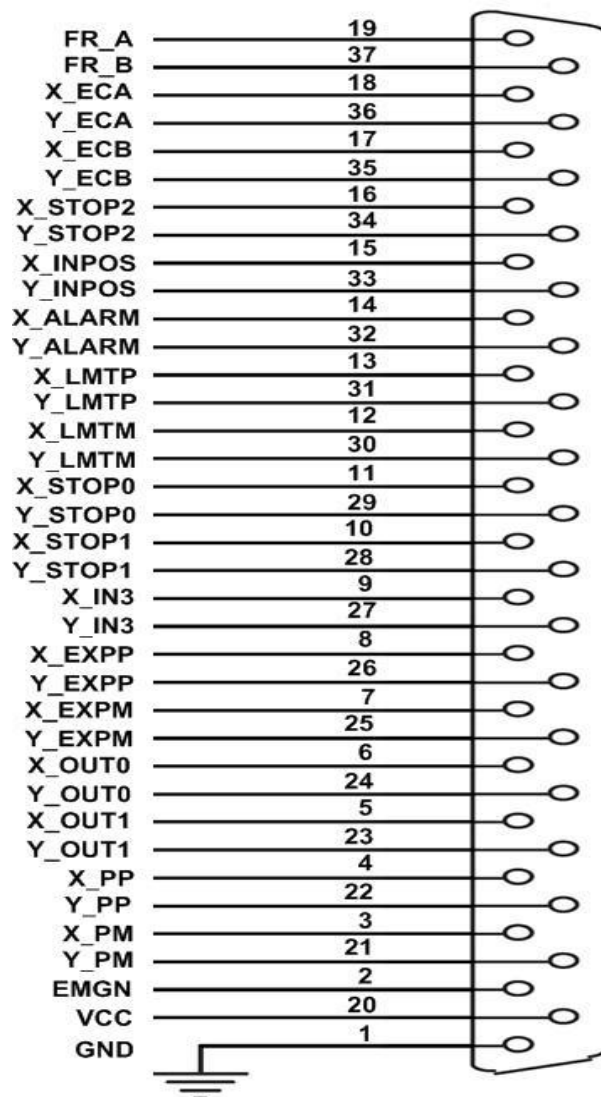 FR_A 19
FR_B 37
X_ECA 18
Y_ECA 36
X_ECB 17
Y_ECB 35
X_STOP2 16
Y_STOP2 34
X_INPOS 15
Y_INPOS 33
X_ALARM 14
Y_ALARM 32
X_LMTP 13
Y_LMTP 31
X_LMTM 12
Y_LMTM 30
X_STOP0 11
Y_STOP0 29
X_STOP1 10
Y_STOP1 28
X_IN3 9
Y_IN3 27
X_EXPP 8
Y_EXPP 26
X_EXPM 7
Y_EXPM 25
X_OUT0 6
Y_OUT0 24
X_OUT1 5
Y_OUT1 23
X_PP 4
Y_PP 22
X_PM 3
Y_PM 21
EMGN 2
VCC 20
GND 1